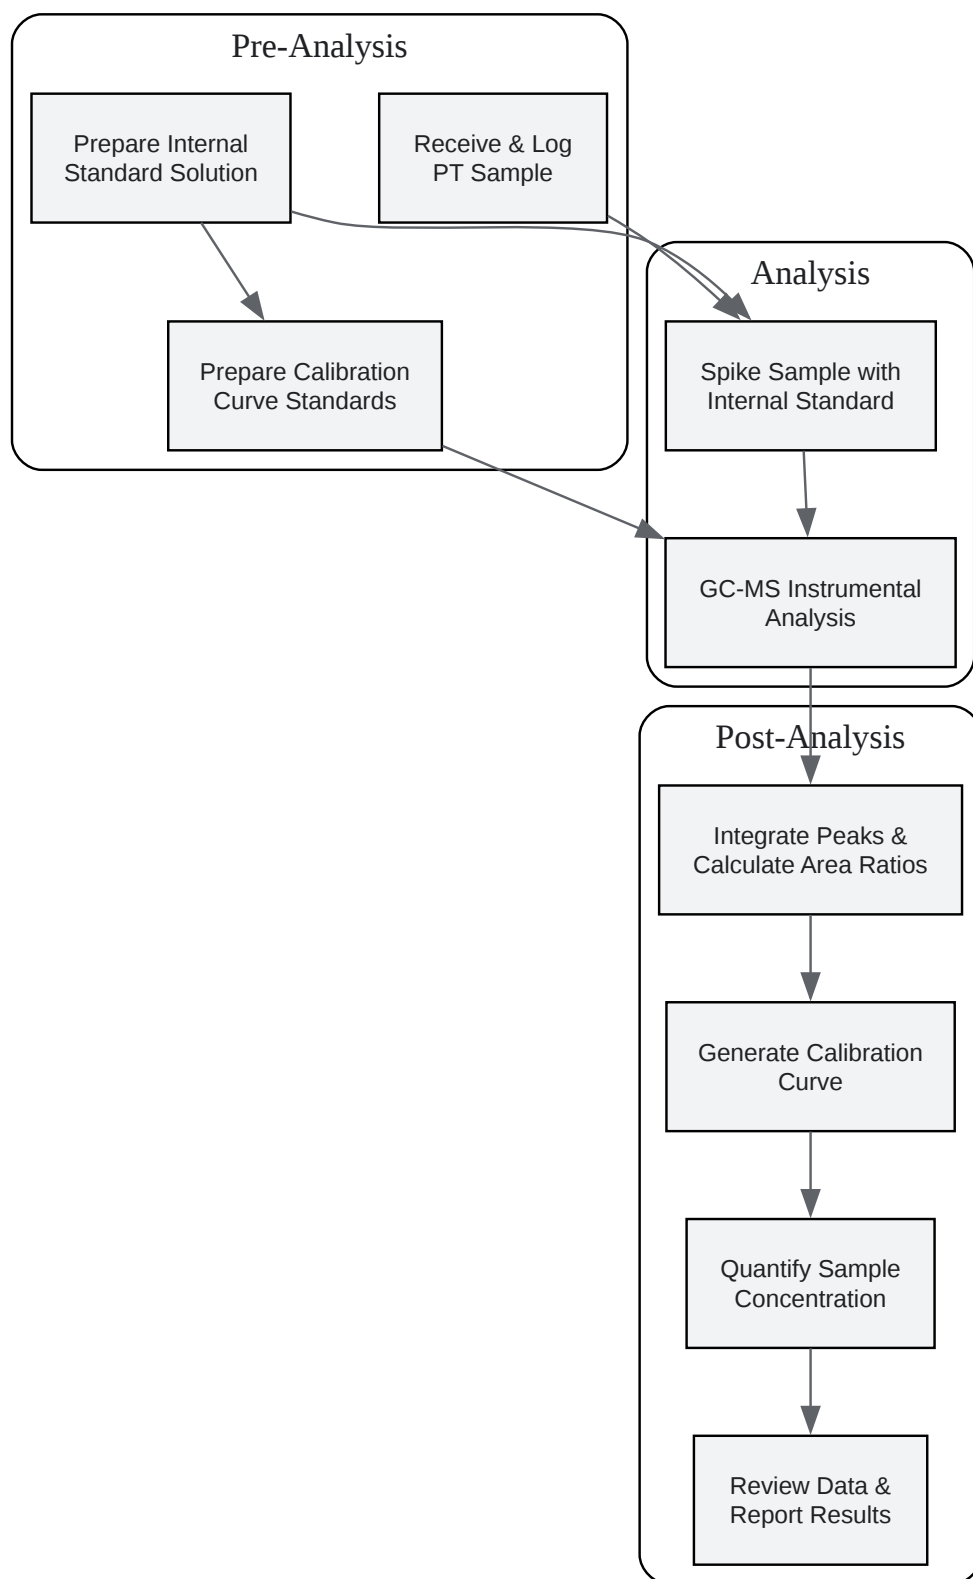 Pre-Analysis
Prepare Internal
Standard Solution
Receive & Log
PT Sample
Prepare Calibration
Curve Standards
Analysis
Spike Sample with
Internal Standard
GC-MS Instrumental
Analysis
Post-Analysis
Integrate Peaks &
Calculate Area Ratios
Generate Calibration
Curve
Quantify Sample
Concentration
Review Data &
Report Results